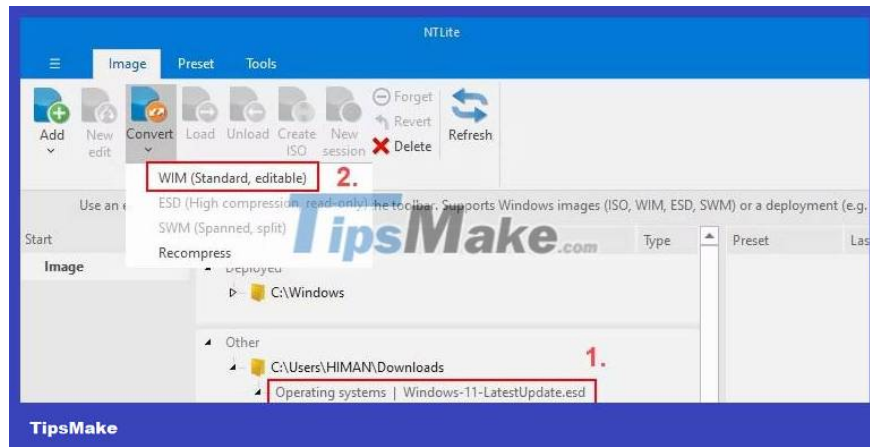 NTLite
Image Preset Tools
Add New edit Convert Load Unload Create ISO New session Forget Revert Delete Refresh
WIM (Standard, editable) 2.
Use an e
ESD (High compression, read-only) the toolbar. Supports Windows images (ISO, WIM, ESD, SWM) or a deployment (e.g.
SWM (Spanned, split)
TipsMake.com
Start Type Preset Las
Recompress
Image Deployed
C:\Windows
Other
1.
C:\Users\HIMAN\Downloads
Operating systems | Windows-11-LatestUpdate.esd
TipsMake